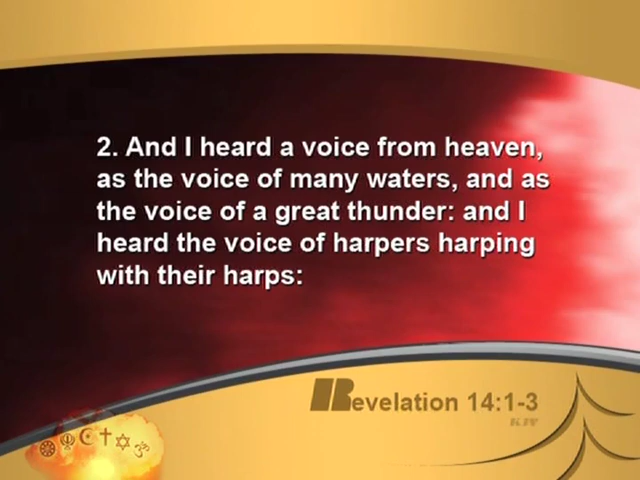 2. And I heard a voice from heaven,
as the voice of many waters, and as
the voice of a great thunder: and I
heard the voice of harpers harping
with their harps:
Revelation 14:1-3
KJV